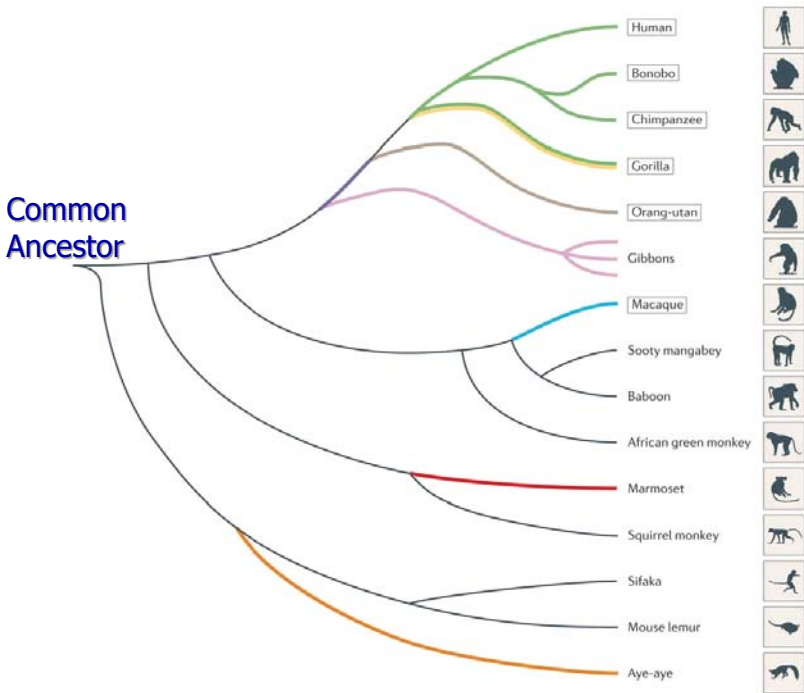 Human
Bonobo
Chimpanzee
Gorilla
Common
Ancestor
Orang-utan
Gibbons
Macaque
Sooty mangabey
Baboon
African green monkey
Marmoset
Squirrel monkey
Sifaka
Mouse lemur
Aye-aye